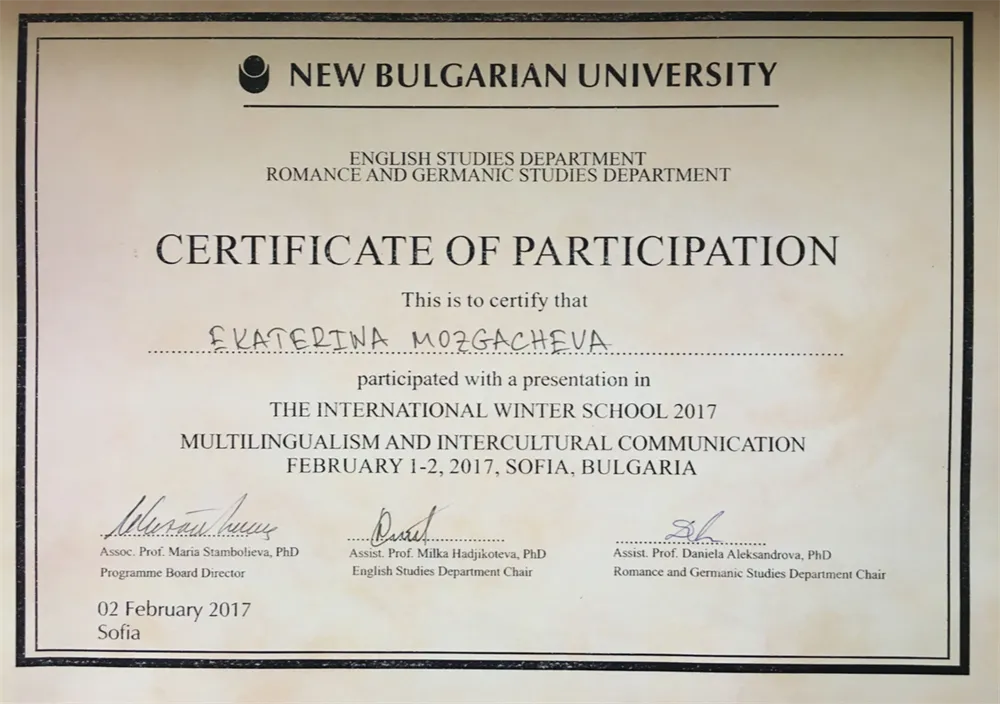 NEW BULGARIAN UNIVERSITY
ENGLISH STUDIES DEPARTMENT
ROMANCE AND GERMANIC STUDIES DEPARTMENT
CERTIFICATE OF PARTICIPATION
This is to certify that
EKATERINA MOZGACHEVA
participated with a presentation in
THE INTERNATIONAL WINTER SCHOOL 2017
MULTILINGUALISM AND INTERCULTURAL COMMUNICATION
FEBRUARY 1-2, 2017, SOFIA, BULGARIA
Assoc. Prof. Maria Stambolieva, PhD
Programme Board Director
Assist. Prof. Milka Hadjikoteva, PhD
English Studies Department Chair
Assist. Prof. Daniela Aleksandrova, PhD
Romance and Germanic Studies Department Chair
02 February 2017
Sofia